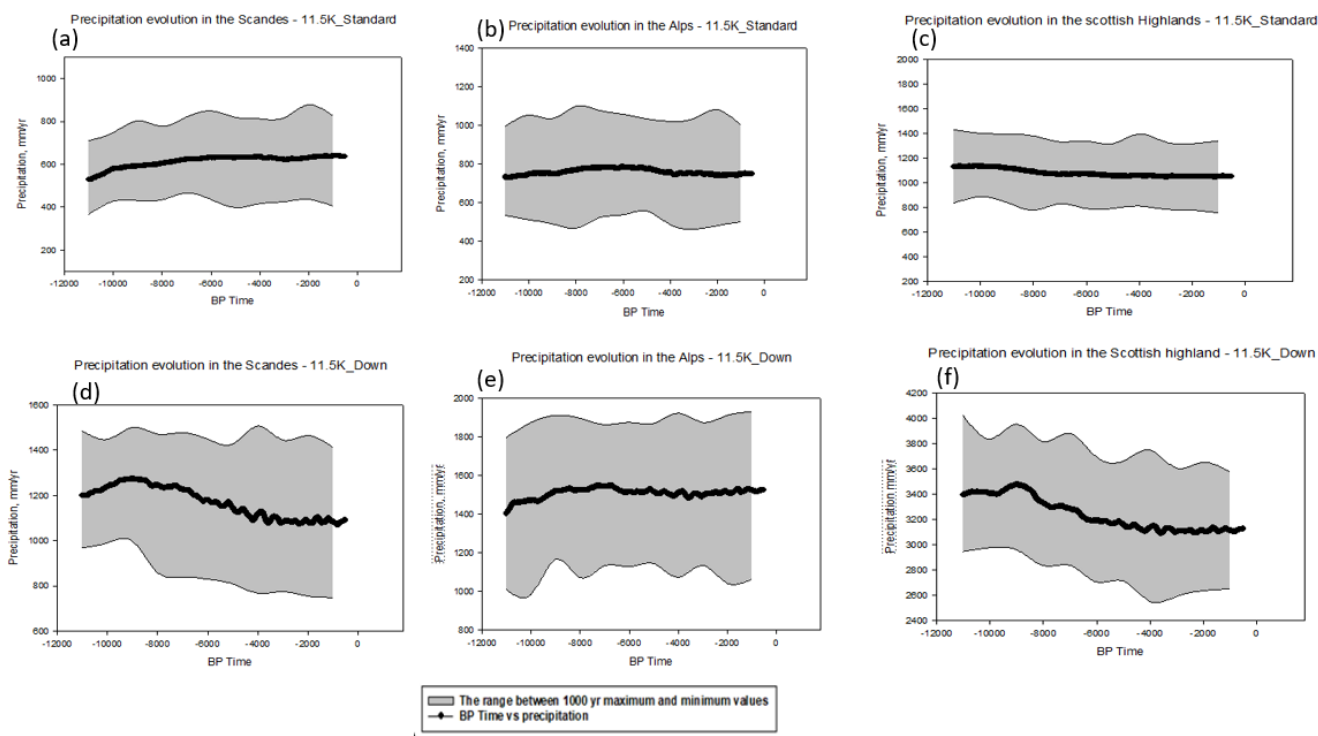 Precipitation evolution in the Scandes - 11.5K_Standard
(a)
Precipitation, mm/yr
1000
800
600
400
200
-12000 -10000 -8000 -6000 -4000 -2000 0
BP Time
Precipitation evolution in the Alps - 11.5K_Standard
(b)
Precipitation, mm/yr
1400
1200
1000
800
600
400
200
-12000 -10000 -8000 -6000 -4000 -2000 0
BP Time
Precipitation evolution in the scottish Highlands - 11.5K_Standard
(c)
Precipitation, mm/yr
2000
1800
1600
1400
1200
1000
800
600
400
200
-12000 -10000 -8000 -6000 -4000 -2000 0
BP Time
Precipitation evolution in the Scandes - 11.5K_Down
(d)
Precipitation, mm/yr
1600
1400
1200
1000
800
600
-12000 -10000 -8000 -6000 -4000 -2000 0
BP Time
Precipitation evolution in the Alps - 11.5K_Down
(e)
Precipitation, mm/yr
2000
1800
1600
1400
1200
1000
800
-12000 -10000 -8000 -6000 -4000 -2000 0
BP Time
Precipitation evolution in the Scottish highland - 11.5K_Down
(f)
Precipitation mm/yr
4200
4000
3800
3600
3400
3200
3000
2800
2600
2400
-12000 -10000 -8000 -6000 -4000 -2000 0
BP Time
The range between 1000 yr maximum and minimum values
BP Time vs precipitation